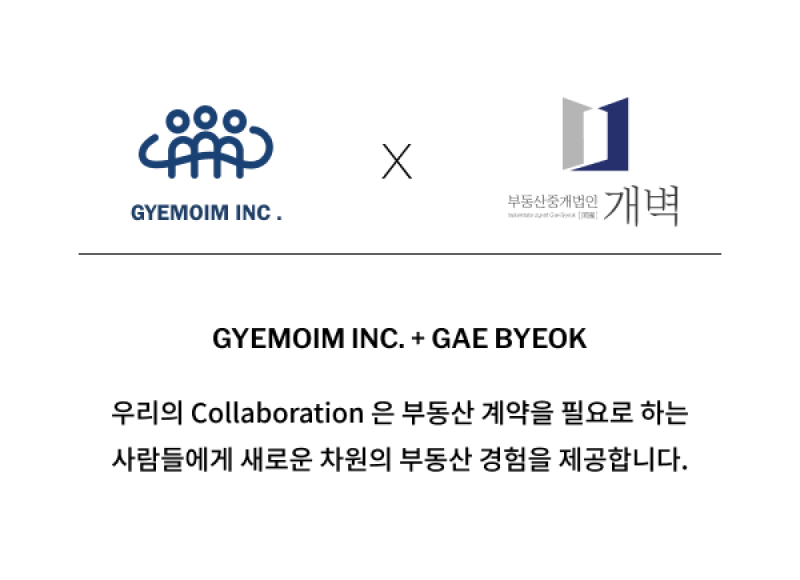 GYEMOIM INC .
X
부동산중개법인 개벽
GYEMOIM INC. + GAE BYEOK
우리의 Collaboration 은 부동산 계약을 필요로 하는
사람들에게 새로운 차원의 부동산 경험을 제공합니다.